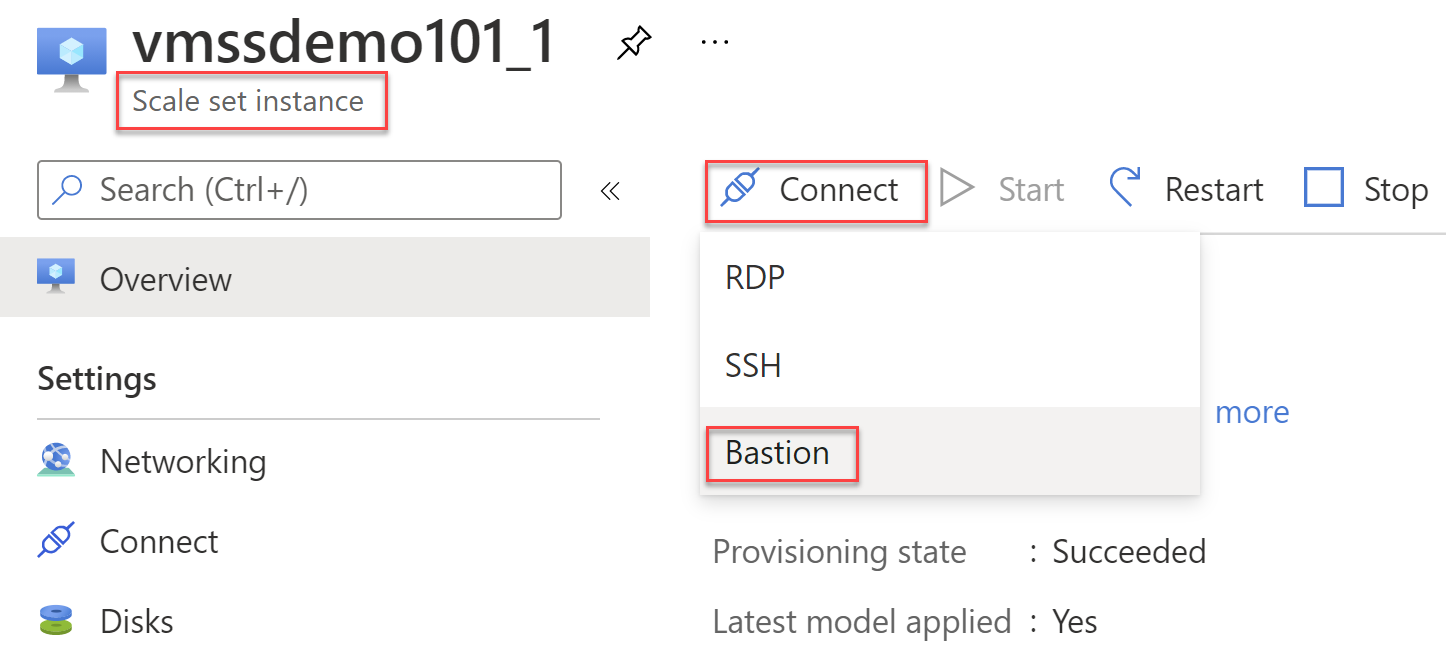 vmssdemo101_1
...
Scale set instance
Search (Ctrl+/)
«
Connect
Start
Restart
Stop
Overview
RDP
SSH
Bastion
more
Settings
Networking
Connect
Disks
Provisioning state : Succeeded
Latest model applied : Yes